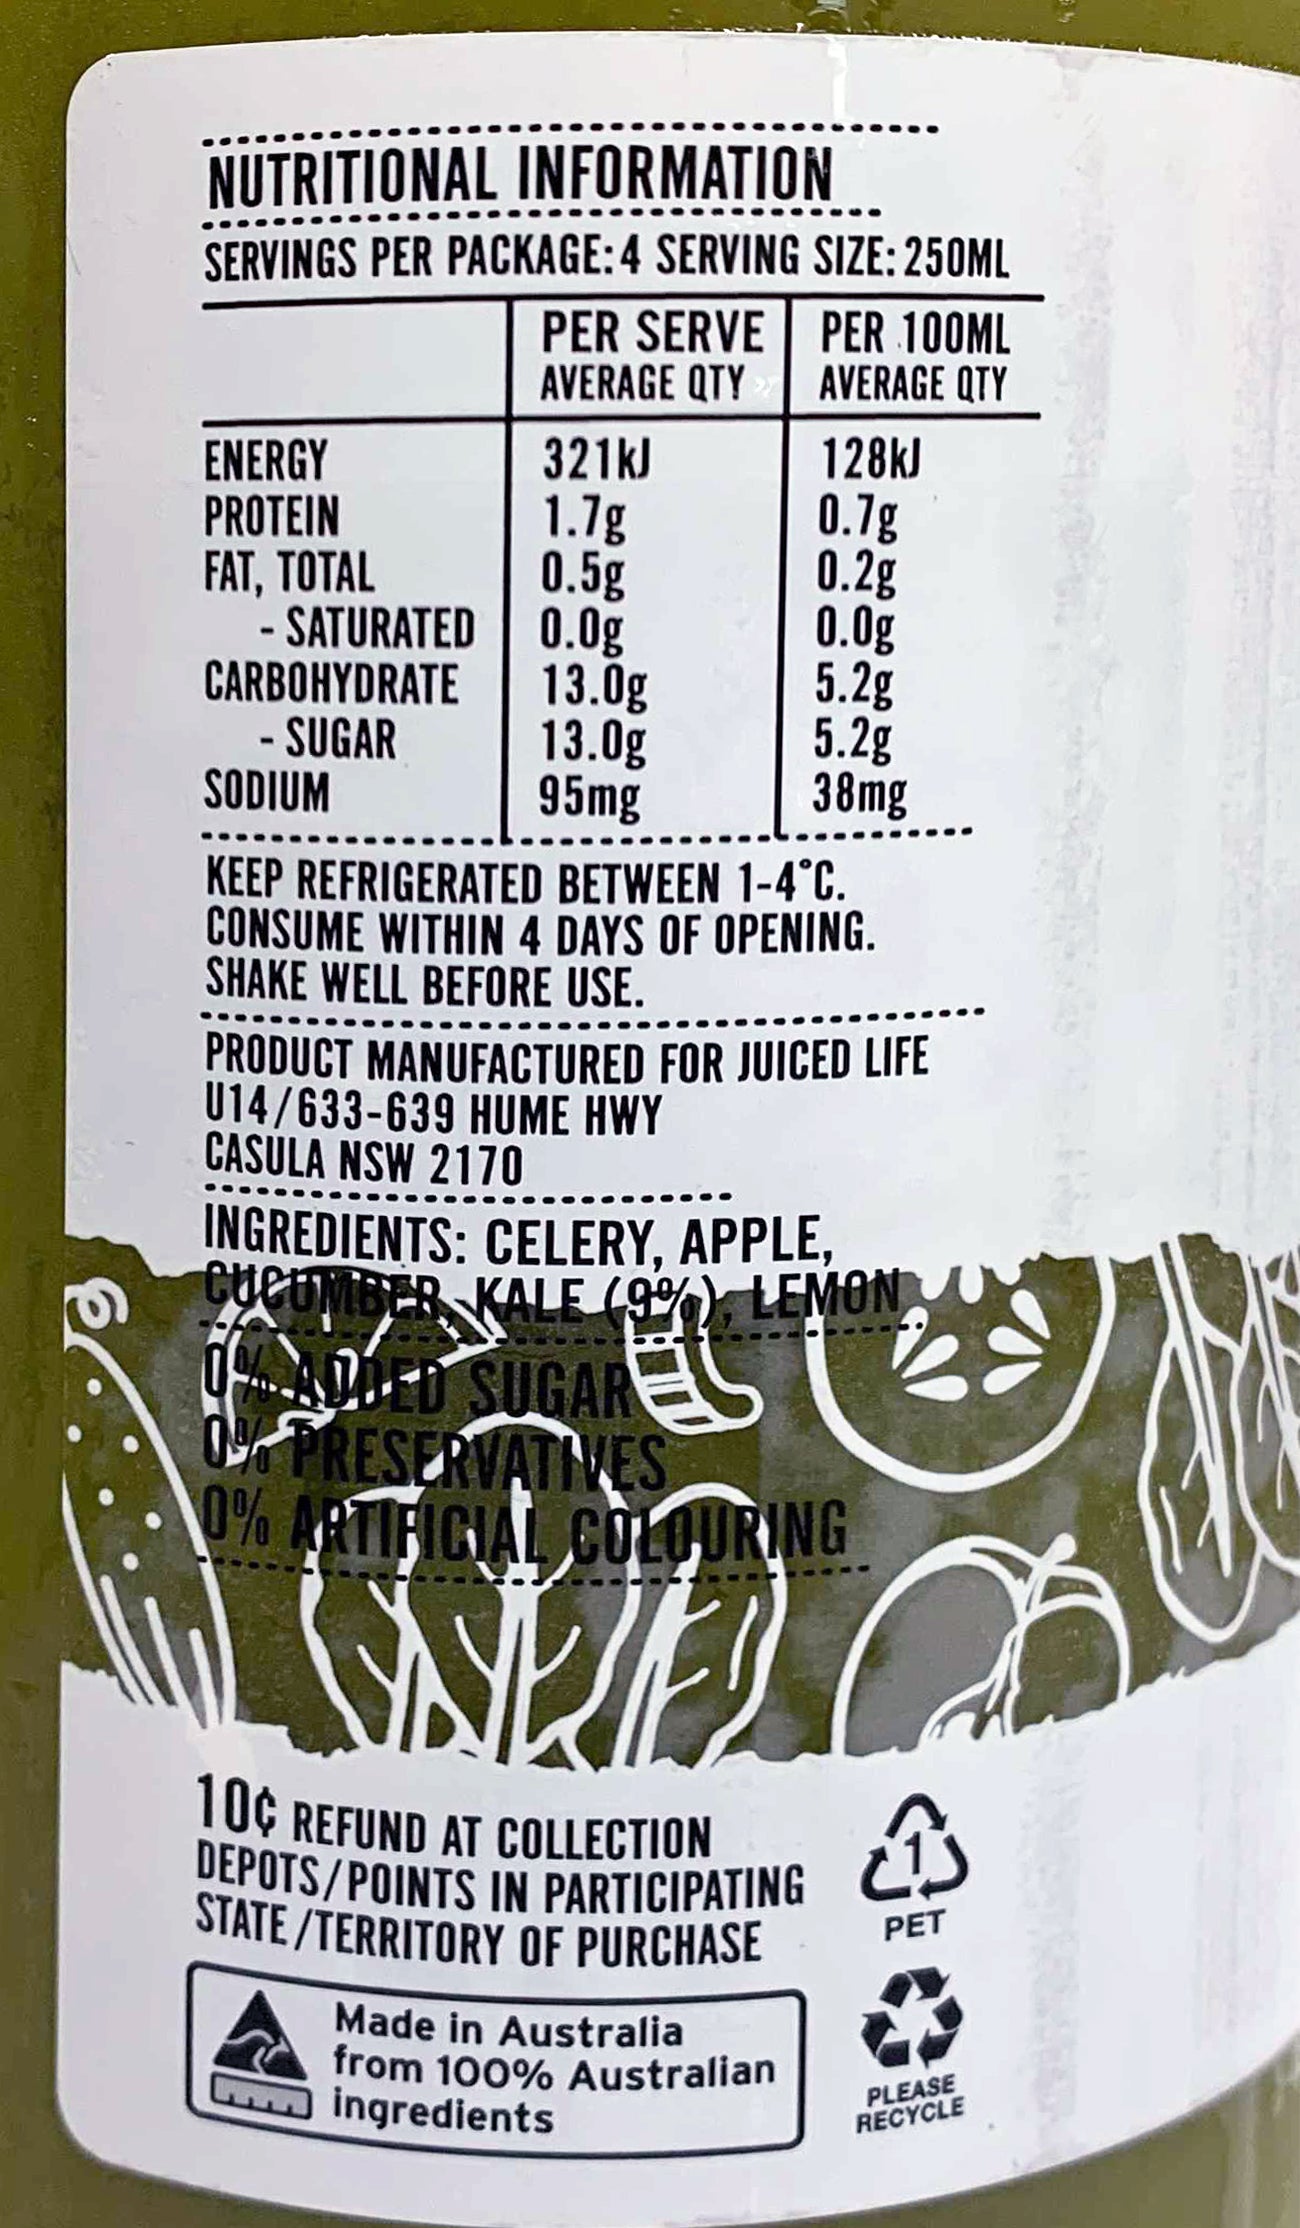 NUTRITIONAL INFORMATION
SERVINGS PER PACKAGE: 4 SERVING SIZE: 250ML
PER SERVE PER 100ML
AVERAGE QTY AVERAGE QTY
ENERGY 321kJ 128kJ
PROTEIN 1.7g 0.7g
FAT, TOTAL 0.5g 0.2g
- SATURATED 0.0g 0.0g
CARBOHYDRATE 13.0g 5.2g
- SUGAR 13.0g 5.2g
SODIUM 95mg 38mg
KEEP REFRIGERATED BETWEEN 1-4°C.
CONSUME WITHIN 4 DAYS OF OPENING.
SHAKE WELL BEFORE USE.
PRODUCT MANUFACTURED FOR JUICED LIFE
U14/633-639 HUME HWY
CASULA NSW 2170
INGREDIENTS: CELERY, APPLE,
CUCUMBER, KALE (9%), LEMON
0% ADDED SUGAR
0% PRESERVATIVES
0% ARTIFICIAL COLOURING
10¢ REFUND AT COLLECTION
DEPOTS/POINTS IN PARTICIPATING
STATE/TERRITORY OF PURCHASE
1
PET
Made in Australia
from 100% Australian
ingredients
PLEASE
RECYCLE